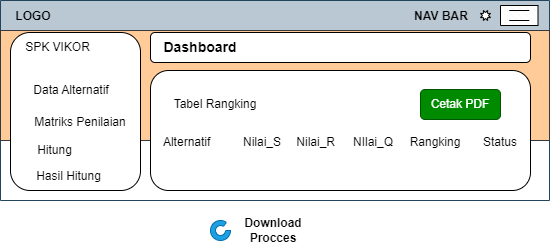 LOGO
NAV BAR
SPK VIKOR
Dashboard
Data Alternatif
Matriks Penilaian
Hitung
Hasil Hitung
Tabel Rangking
Cetak PDF
Alternatif Nilai_S Nilai_R NIlai_Q Rangking Status
Download
Procces